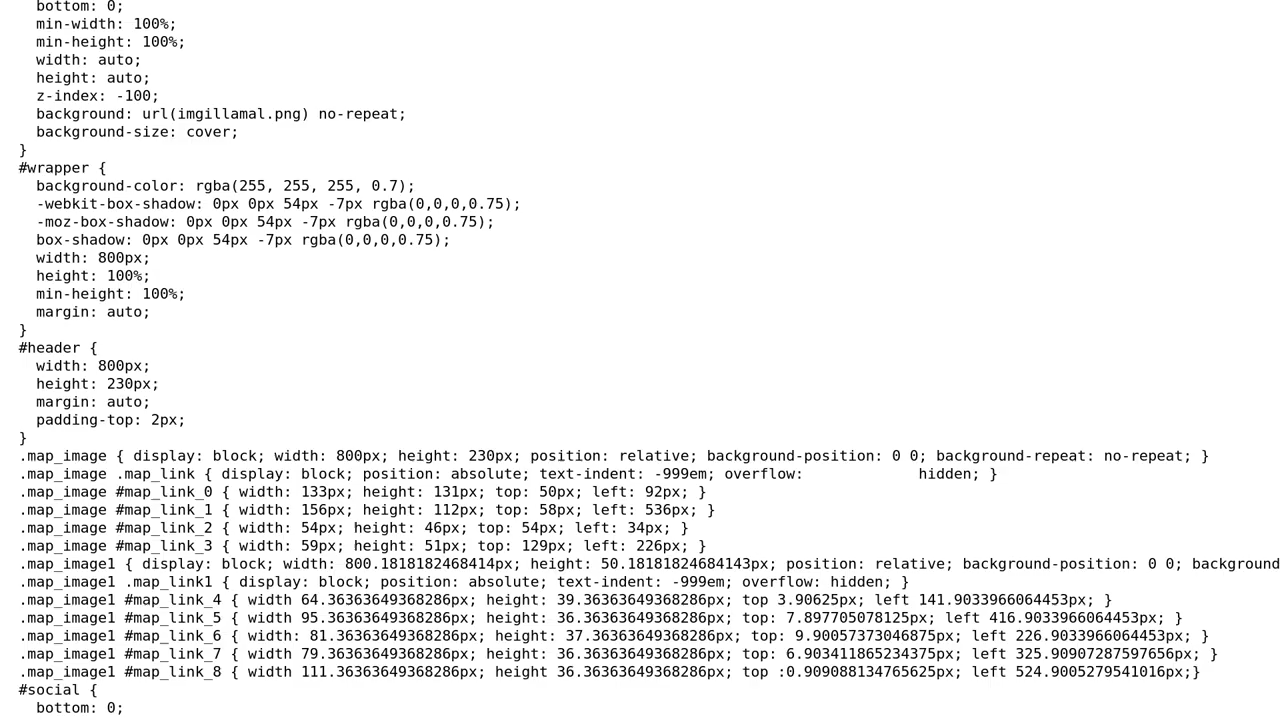 bottom: 0;
min-width: 100%;
min-height: 100%;
width: auto;
height: auto;
z-index: -100;
background: url(imgillamal.png) no-repeat;
background-size: cover;
}
#wrapper {
background-color: rgba(255, 255, 255, 0.7);
-webkit-box-shadow: 0px 0px 54px -7px rgba(0,0,0,0.75);
-moz-box-shadow: 0px 0px 54px -7px rgba(0,0,0,0.75);
box-shadow: 0px 0px 54px -7px rgba(0,0,0,0.75);
width: 800px;
height: 100%;
min-height: 100%;
margin: auto;
}
#header {
width: 800px;
height: 230px;
margin: auto;
padding-top: 2px;
}
.map_image { display: block; width: 800px; height: 230px; position: relative; background-position: 0 0; background-repeat: no-repeat; }
.map_image .map_link { display: block; position: absolute; text-indent: -999em; overflow: hidden; }
.map_image #map_link_0 { width: 133px; height: 131px; top: 50px; left: 92px; }
.map_image #map_link_1 { width: 156px; height: 112px; top: 58px; left: 536px; }
.map_image #map_link_2 { width: 54px; height: 46px; top: 54px; left: 34px; }
.map_image #map_link_3 { width: 59px; height: 51px; top: 129px; left: 226px; }
.map_image1 { display: block; width: 800.1818182468414px; height: 50.18181824684143px; position: relative; background-position: 0 0; background
.map_image1 .map_link1 { display: block; position: absolute; text-indent: -999em; overflow: hidden; }
.map_image1 #map_link_4 { width 64.36363649368286px; height: 39.36363649368286px; top 3.90625px; left 141.9033966064453px; }
.map_image1 #map_link_5 { width 95.36363649368286px; height: 36.36363649368286px; top: 7.897705078125px; left 416.9033966064453px; }
.map_image1 #map_link_6 { width: 81.36363649368286px; height: 37.36363649368286px; top: 9.90057373046875px; left 226.9033966064453px; }
.map_image1 #map_link_7 { width 79.36363649368286px; height: 36.36363649368286px; top: 6.903411865234375px; left 325.90907287597656px; }
.map_image1 #map_link_8 { width 111.36363649368286px; height 36.36363649368286px; top :0.909088134765625px; left 524.9005279541016px;}
#social {
bottom: 0;